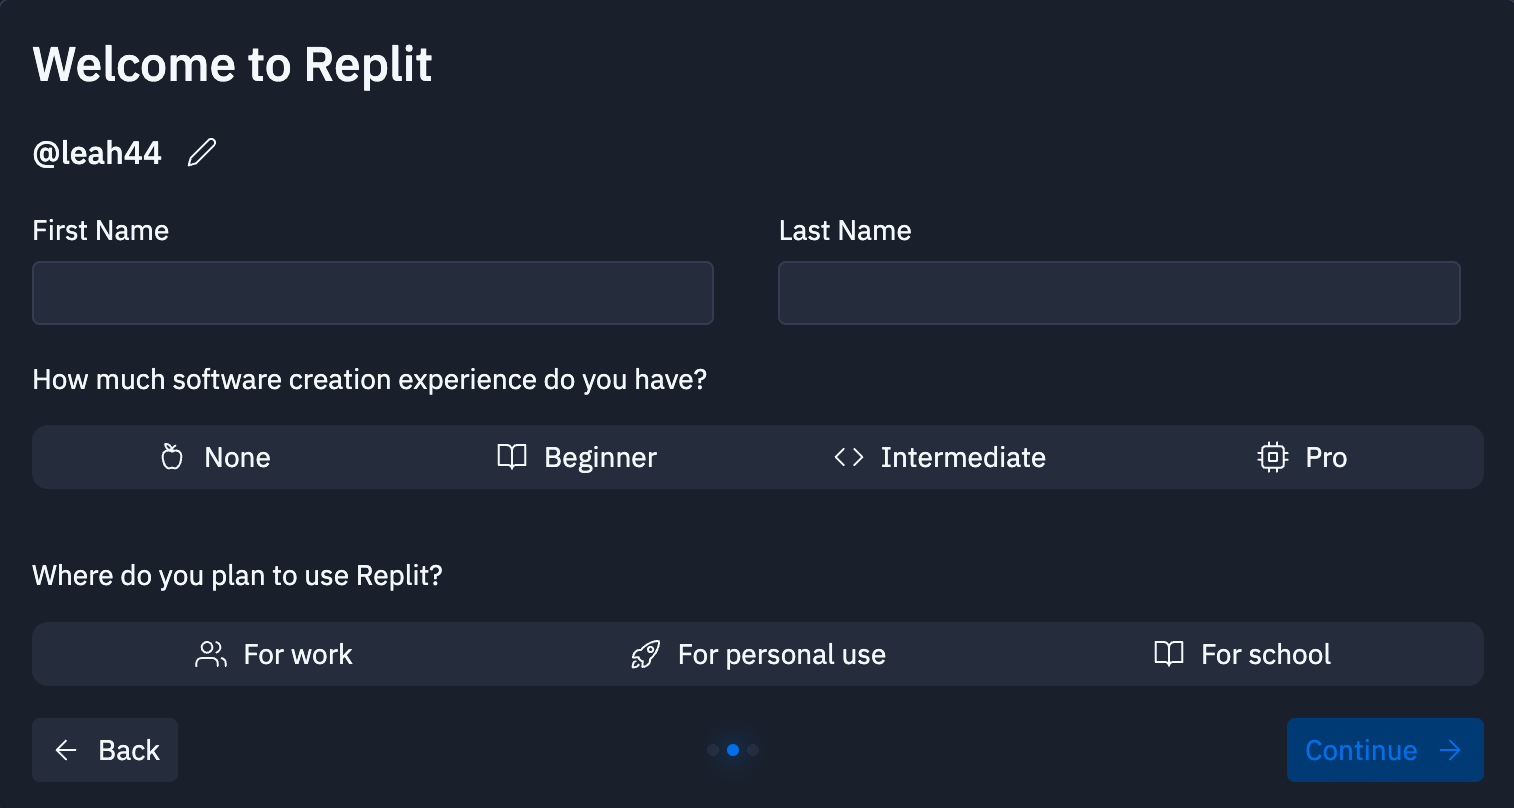 Welcome to Replit
@leah44
First Name
Last Name
How much software creation experience do you have?
None Beginner Intermediate Pro
Where do you plan to use Replit?
For work For personal use For school
Back Continue